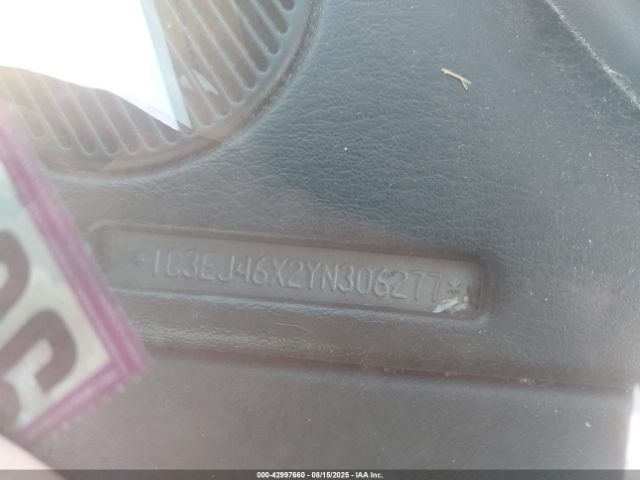 *1C3EJ46X2YN306277*
000-42997660 - 08/15/2025 - IAA Inc.